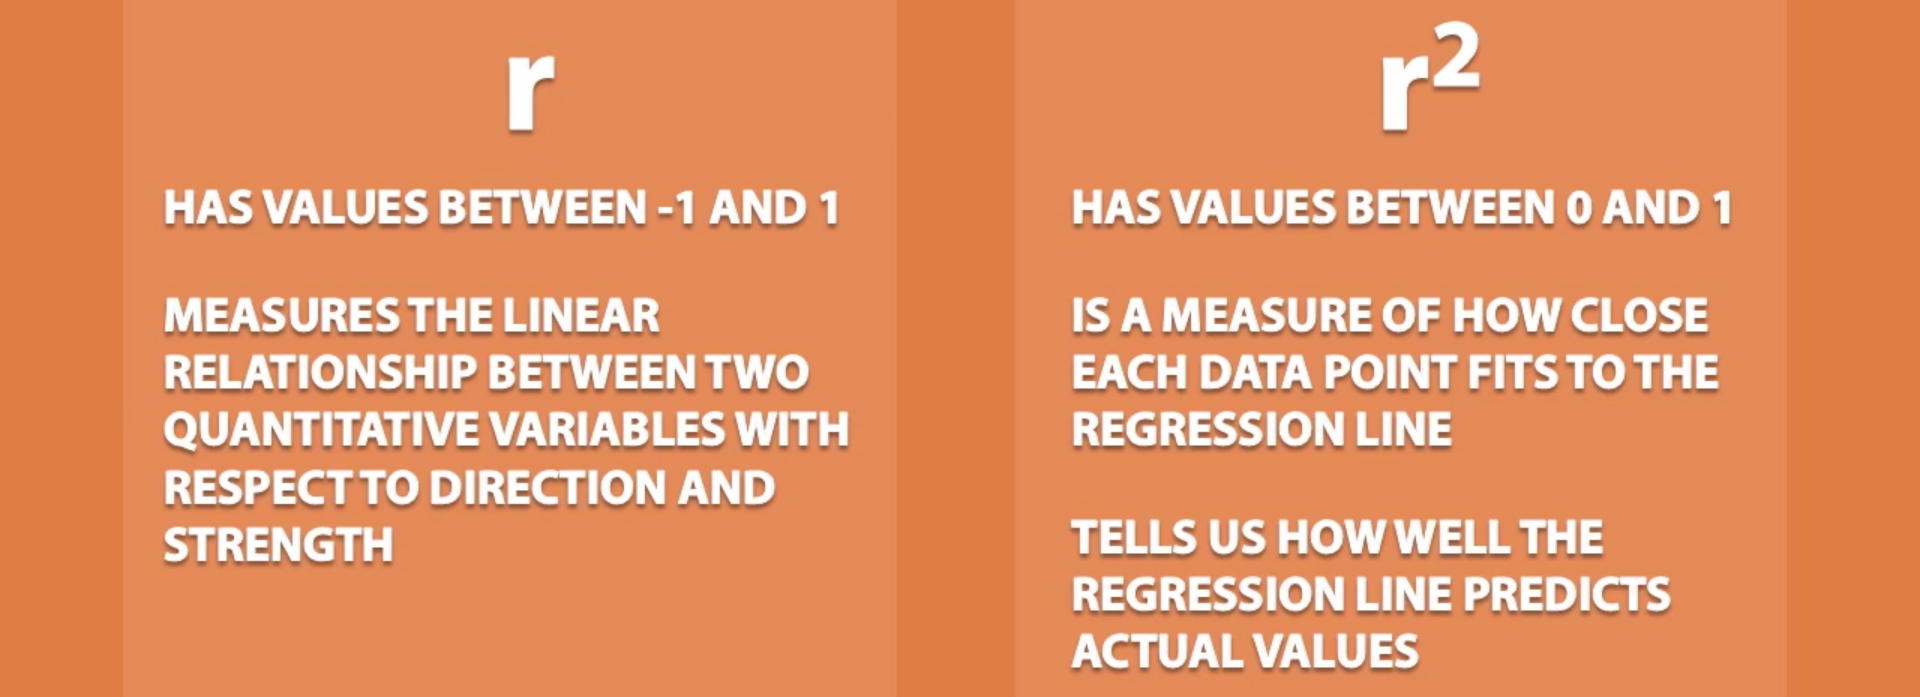 r
HAS VALUES BETWEEN -1 AND 1
MEASURES THE LINEAR
RELATIONSHIP BETWEEN TWO
QUANTITATIVE VARIABLES WITH
RESPECT TO DIRECTION AND
STRENGTH
r²
HAS VALUES BETWEEN 0 AND 1
IS A MEASURE OF HOW CLOSE
EACH DATA POINT FITS TO THE
REGRESSION LINE
TELLS US HOW WELL THE
REGRESSION LINE PREDICTS
ACTUAL VALUES